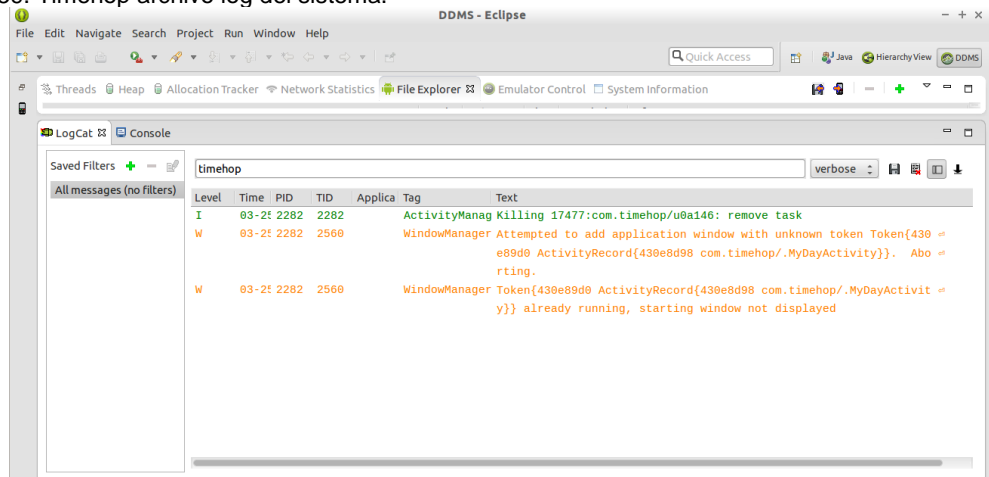 Timehop archivo log del sistema.
DDMS - Eclipse
File Edit Navigate Search Project Run Window Help
Quick Access Java Hierarchy View DDMS
Threads Heap Allocation Tracker Network Statistics File Explorer Emulator Control System Information
LogCat Console
Saved Filters
timehop verbose
All messages (no filters)
Level Time PID TID Applica Tag Text
I 03-25 2282 2282 ActivityManag Killing 17477:com.timehop/u0a146: remove task
W 03-25 2282 2560 WindowManager Attempted to add application window with unknown token Token{430
e89d0 ActivityRecord{430e8d98 com.timehop/.MyDayActivity}}. Abo
rting.
W 03-25 2282 2560 WindowManager Token{430e89d0 ActivityRecord{430e8d98 com.timehop/.MyDayActivit
y}} already running, starting window not displayed